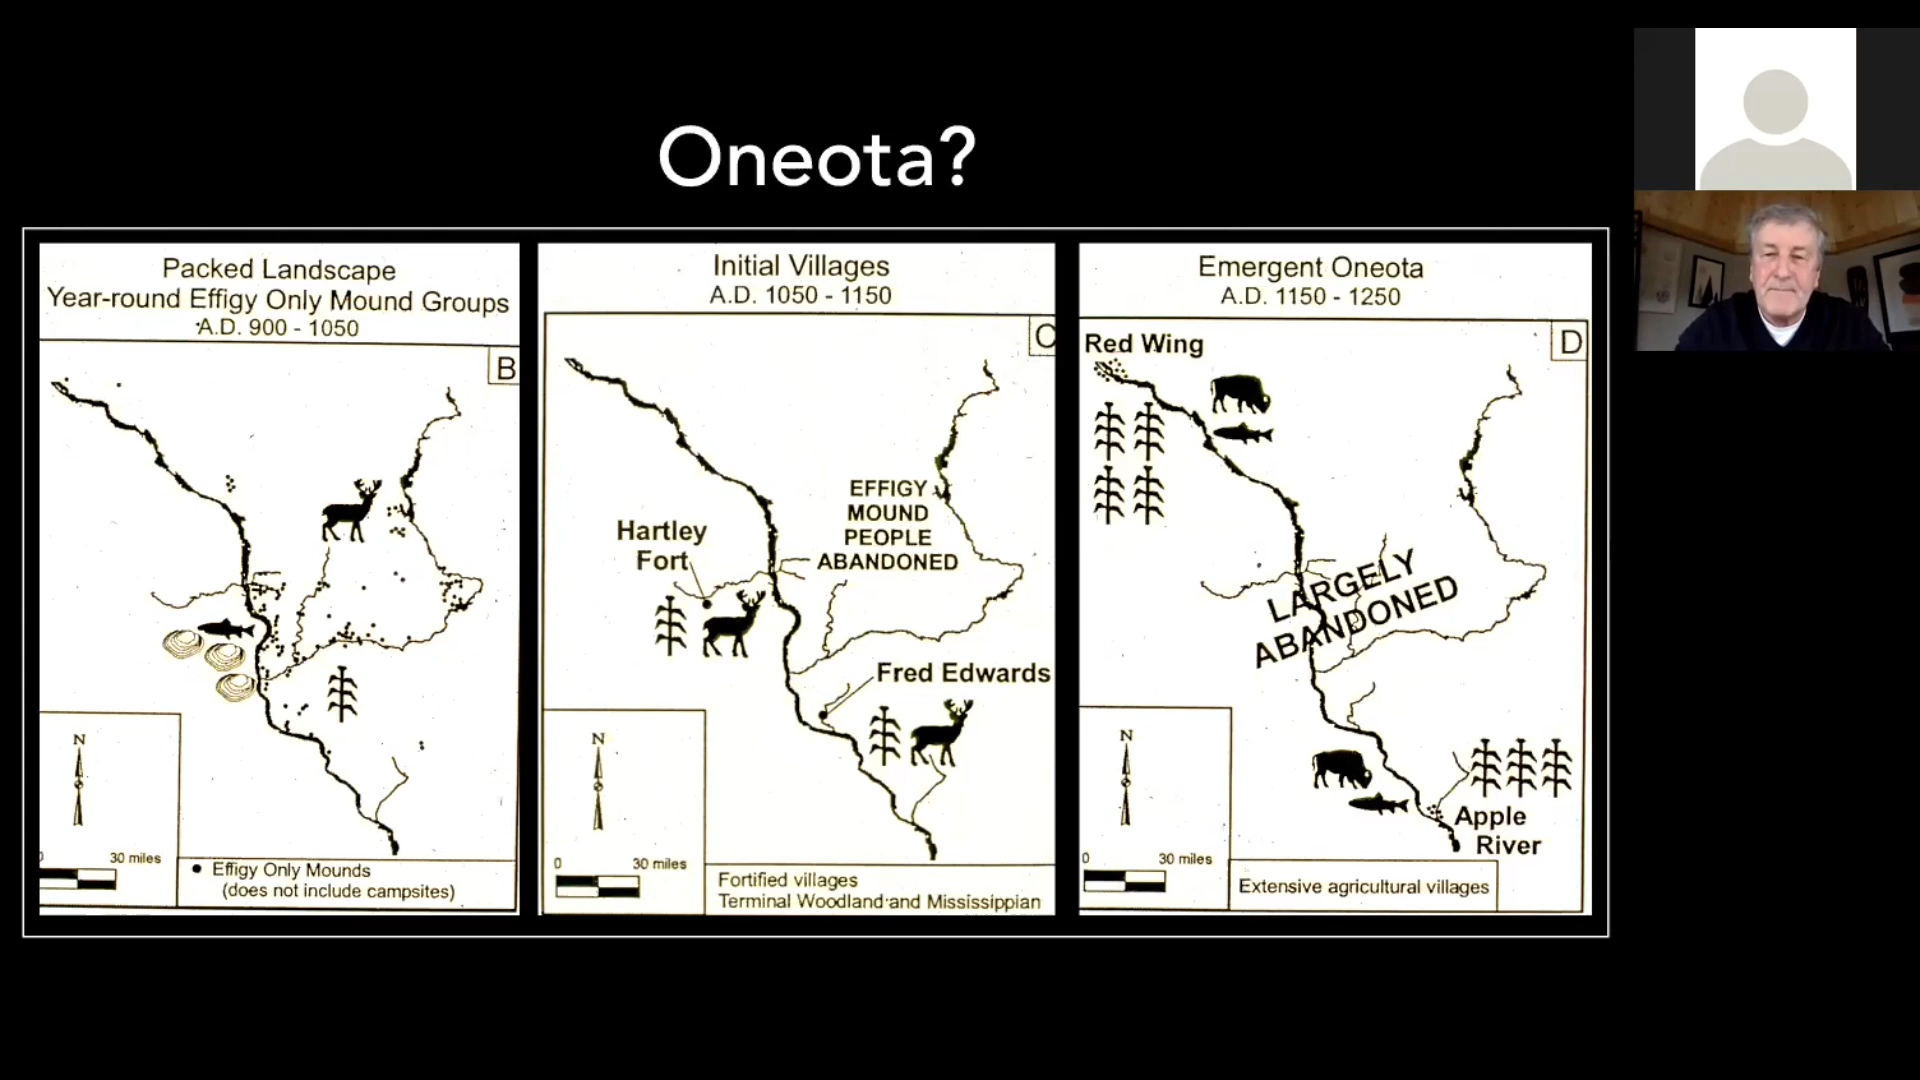 Oneota?
Packed Landscape
Year-round Effigy Only Mound Groups
A.D. 900 - 1050
B
N
0
30 miles
Effigy Only Mounds
(does not include campsites)
Initial Villages
A.D. 1050 - 1150
C
EFFIGY
MOUND
PEOPLE
ABANDONED
Hartley
Fort
Fred Edwards
N
0
30 miles
Fortified villages
Terminal Woodland and Mississippian
Emergent Oneota
A.D. 1150 - 1250
D
Red Wing
LARGELY
ABANDONED
Apple
River
N
0
30 miles
Extensive agricultural villages